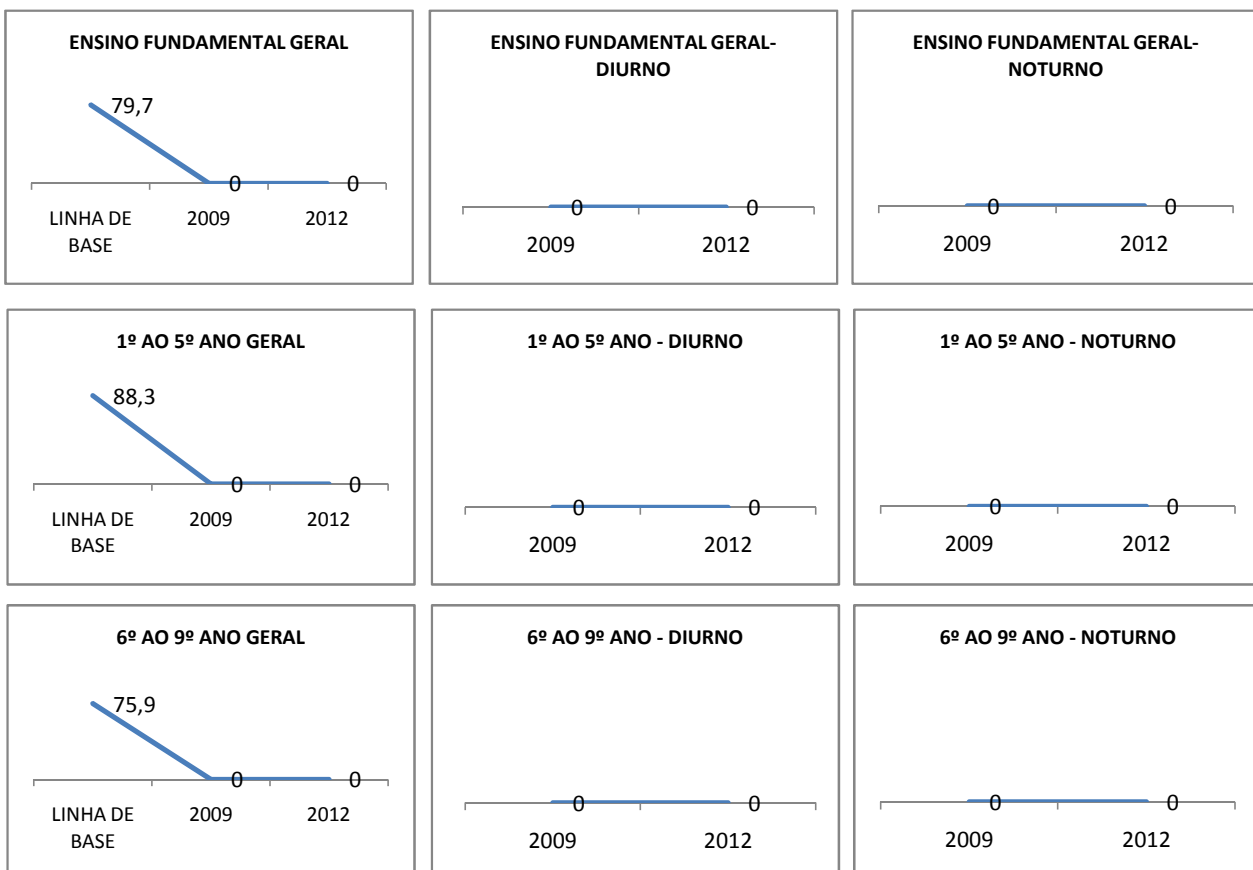 ENSINO FUNDAMENTAL GERAL
79,7
0
0
LINHA DE
BASE
2009
2012
ENSINO FUNDAMENTAL GERAL-
DIURNO
0
0
2009
2012
ENSINO FUNDAMENTAL GERAL-
NOTURNO
0
0
2009
2012
1º AO 5º ANO GERAL
88,3
0
0
LINHA DE
BASE
2009
2012
1º AO 5º ANO - DIURNO
0
0
2009
2012
1º AO 5º ANO - NOTURNO
0
0
2009
2012
6º AO 9º ANO GERAL
75,9
0
0
LINHA DE
BASE
2009
2012
6º AO 9º ANO - DIURNO
0
0
2009
2012
6º AO 9º ANO - NOTURNO
0
0
2009
2012